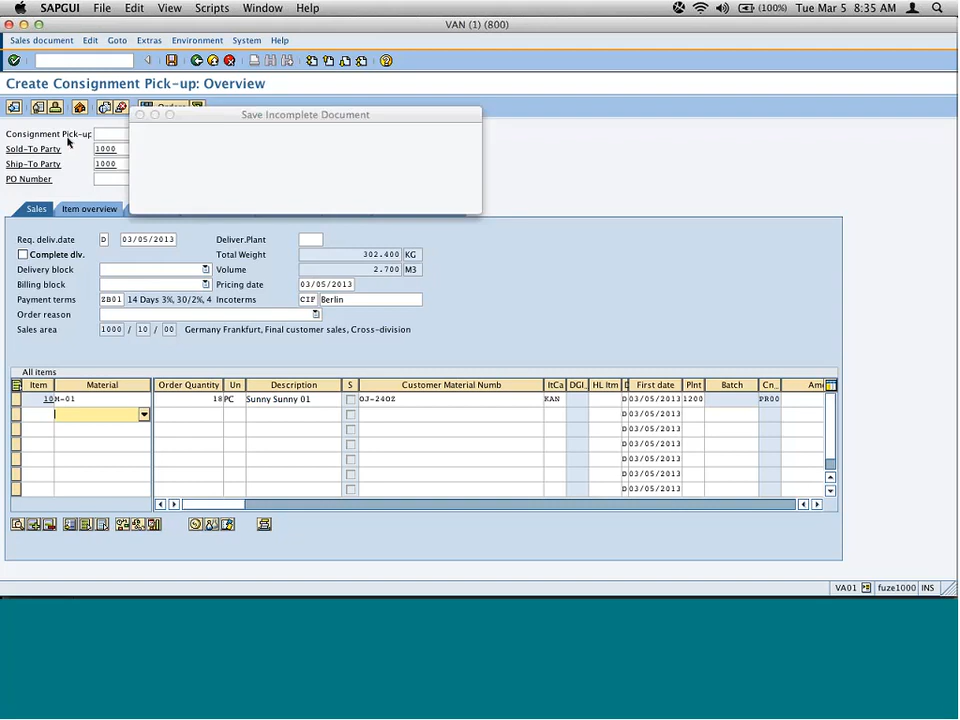 SAPGUI File Edit View Scripts Window Help (100%) Tue Mar 5 8:35 AM
VAN (1) (800)
Sales document Edit Goto Extras Environment System Help
Create Consignment Pick-up: Overview
Orders
Save Incomplete Document
Consignment Pick-up
Sold-To Party 1000
Ship-To Party 1000
PO Number
Sales Item overview
Req. deliv.date D 03/05/2013 Deliver.Plant
Complete dlv. Total Weight 302.400 KG
Delivery block Volume 2.700 M3
Billing block Pricing date 03/05/2013
Payment terms ZB01 14 Days 3%, 30/2%, 4 Incoterms CIF Berlin
Order reason
Sales area 1000 / 10 / 00 Germany Frankfurt, Final customer sales, Cross-division
All items
Item Material Order Quantity Un Description S Customer Material Numb ItCa DGI HL Itm D First date Plnt Batch Cn_ Am
10 M-01 18 PC Sunny Sunny 01 OJ-24OZ KAN D 03/05/2013 1200 PR00
D 03/05/2013
D 03/05/2013
D 03/05/2013
D 03/05/2013
D 03/05/2013
D 03/05/2013
VA01 fuze1000 INS